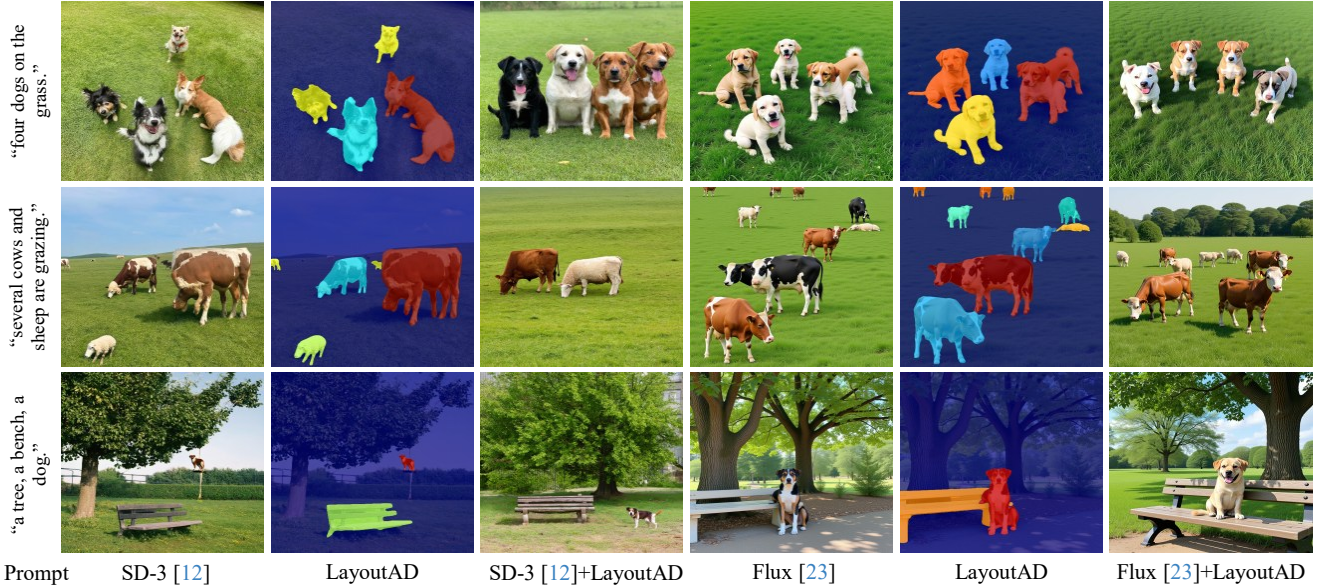 “four dogs on the
grass.”
“several cows and
sheep are grazing.”
“a tree, a bench, a
dog.”
Prompt
SD-3 [12]
LayoutAD
SD-3 [12]+LayoutAD
Flux [23]
LayoutAD
Flux [23]+LayoutAD